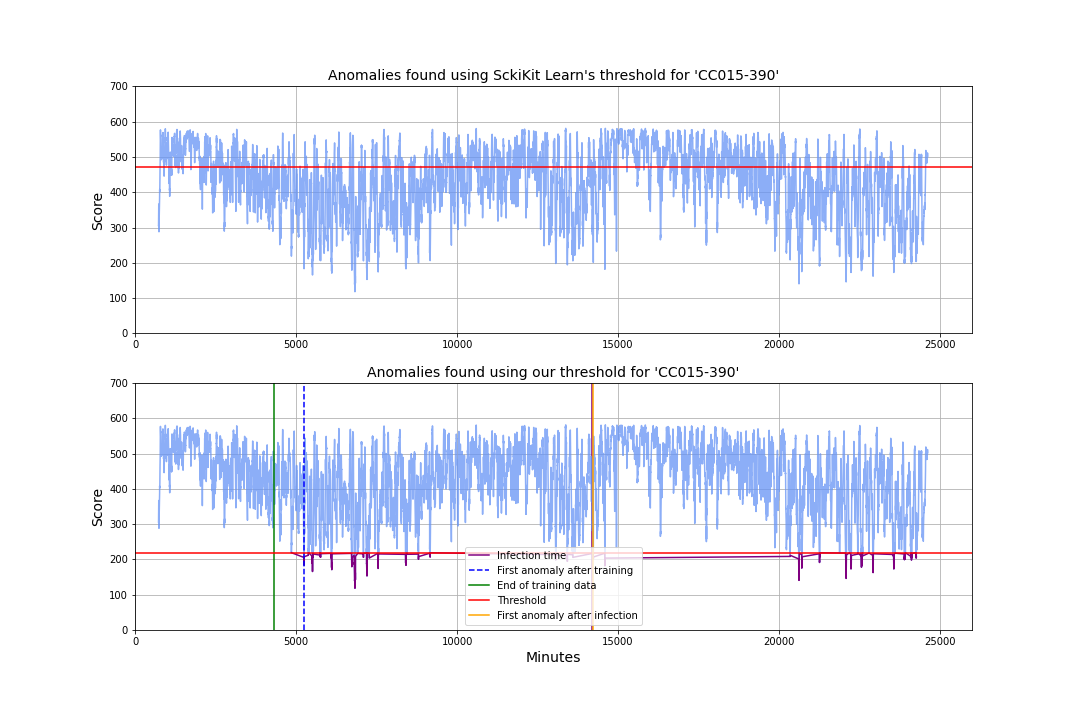 Anomalies found using SckiKit Learn's threshold for 'CC015-390'
700
600
500
400
300
200
100
0
Score
0 5000 10000 15000 20000 25000
Anomalies found using our threshold for 'CC015-390'
700
600
500
400
300
200
100
0
Score
Infection time
First anomaly after training
End of training data
Threshold
First anomaly after infection
0 5000 10000 15000 20000 25000
Minutes